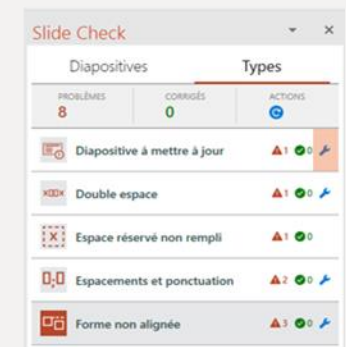 Slide Check
Diapositives Types
PROBLÈMES CORRIGÉS ACTIONS
8 0
Diapositive à mettre à jour 1 0
Double espace 1 0
Espace réservé non rempli 1 0
Espacements et ponctuation 2 0
Forme non alignée 3 0